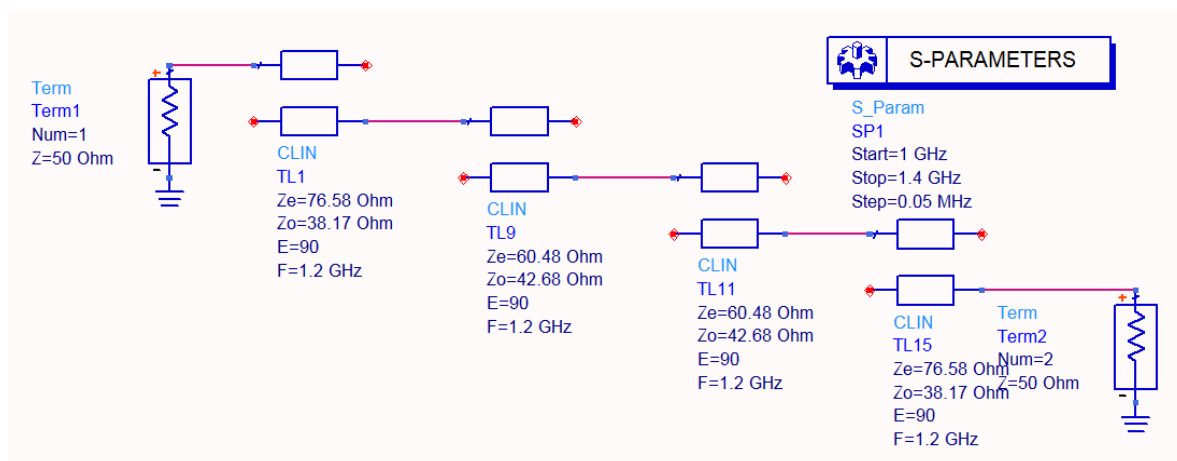 S-PARAMETERS
Term
Term1
Num=1
Z=50 Ohm
+
-
S_Param
SP1
Start=1 GHz
Stop=1.4 GHz
Step=0.05 MHz
CLIN
TL1
Ze=76.58 Ohm
Zo=38.17 Ohm
E=90
F=1.2 GHz
CLIN
TL9
Ze=60.48 Ohm
Zo=42.68 Ohm
E=90
F=1.2 GHz
CLIN
TL11
Ze=60.48 Ohm
Zo=42.68 Ohm
E=90
F=1.2 GHz
CLIN
TL15
Ze=76.58 Ohm
Zo=38.17 Ohm
E=90
F=1.2 GHz
Term
Term2
Num=2
Z=50 Ohm
+
-